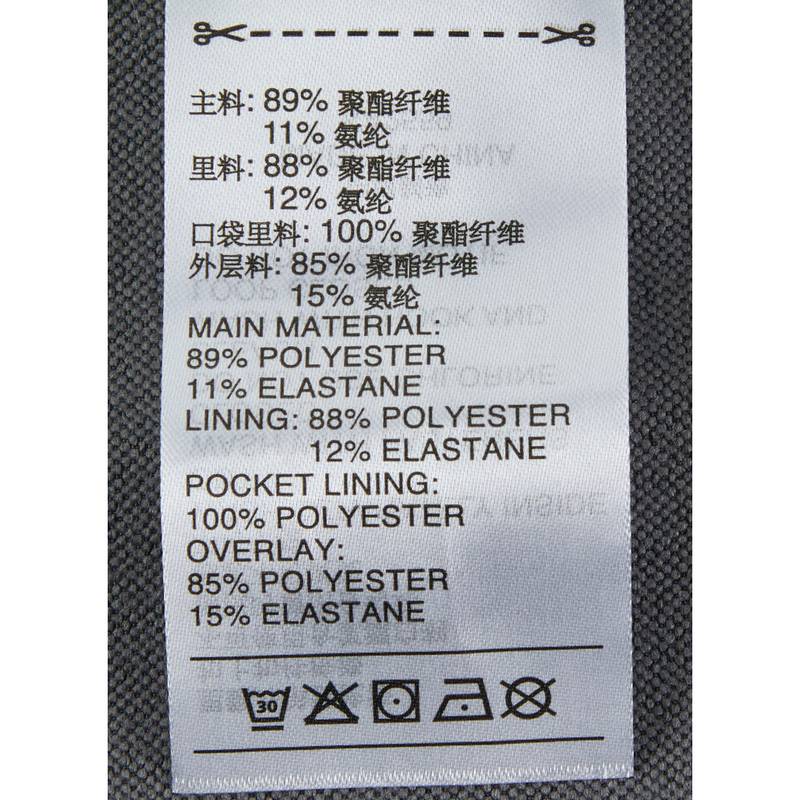 主料: 89% 聚酯纤维
11% 氨纶
里料: 88% 聚酯纤维
12% 氨纶
口袋里料: 100% 聚酯纤维
外层料: 85% 聚酯纤维
15% 氨纶
MAIN MATERIAL:
89% POLYESTER
11% ELASTANE
LINING: 88% POLYESTER
12% ELASTANE
POCKET LINING:
100% POLYESTER
OVERLAY:
85% POLYESTER
15% ELASTANE
30